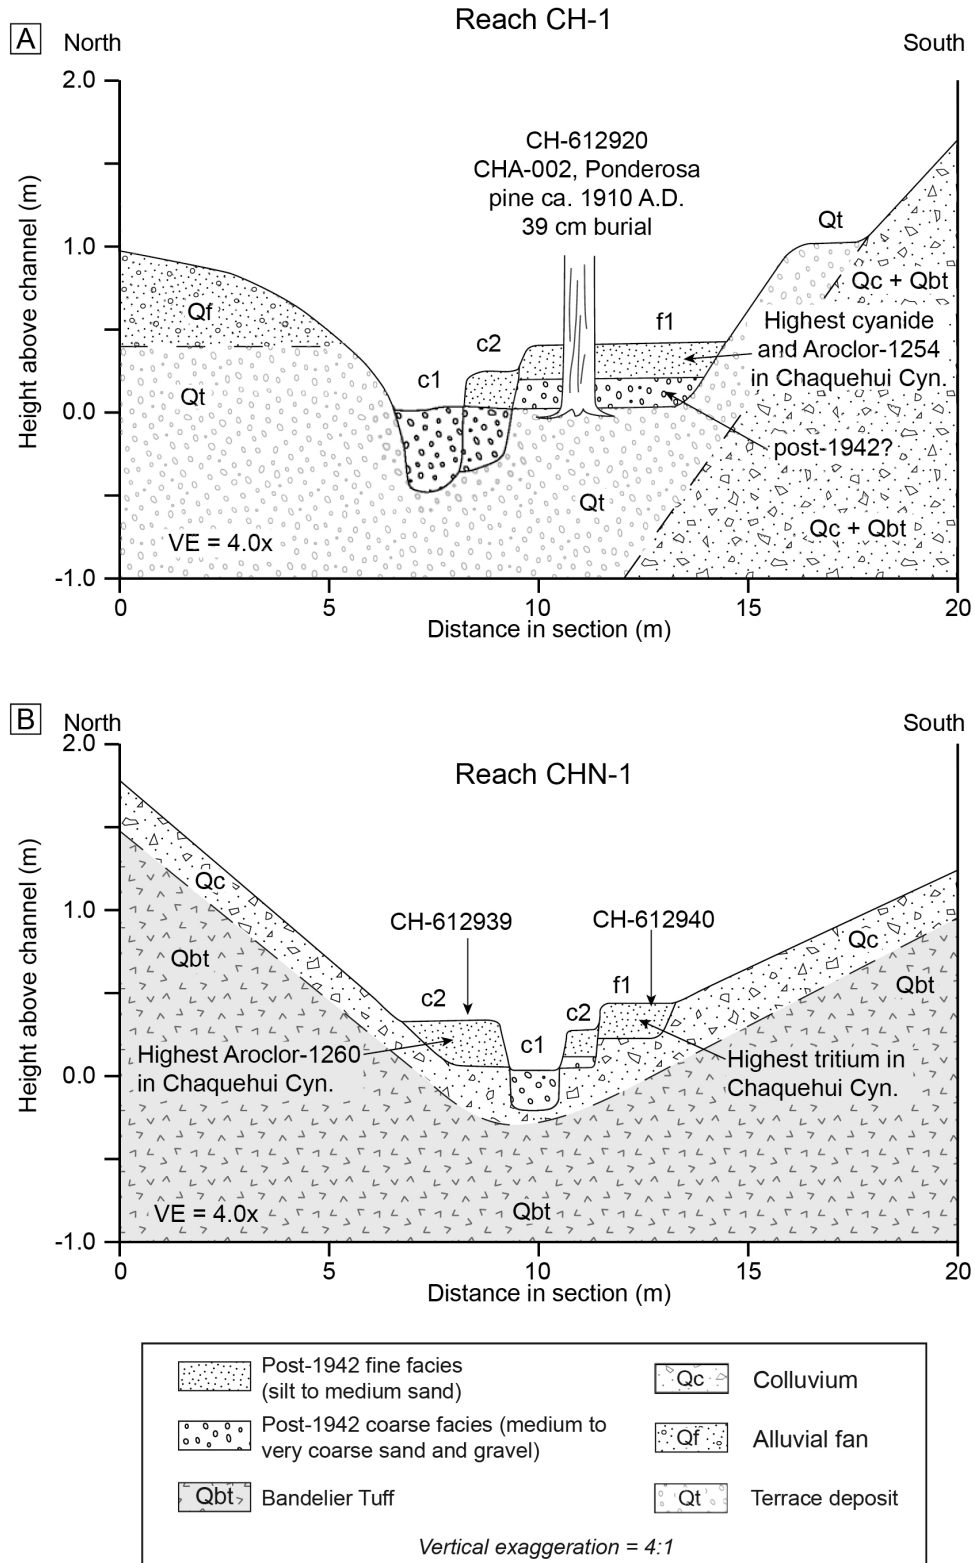 Reach CH-1
A
North
South
2.0
CH-612920
CHA-002, Ponderosa
pine ca. 1910 A.D.
39 cm burial
Height above channel (m)
1.0
Qt
Qc + Qbt
Qf
f1
Highest cyanide
and Aroclor-1254
in Chaquehui Cyn.
c2
c1
Qt
0.0
post-1942?
Qt
Qc + Qbt
VE = 4.0x
-1.0
0
5
10
15
20
Distance in section (m)
B
North
South
2.0
Reach CHN-1
Height above channel (m)
Qc
1.0
CH-612939
CH-612940
Qc
Qbt
f1
Qbt
c2
c2
c1
Highest Aroclor-1260
in Chaquehui Cyn.
Highest tritium in
Chaquehui Cyn.
0.0
VE = 4.0x
Qbt
-1.0
0
5
10
15
20
Distance in section (m)
Post-1942 fine facies
(silt to medium sand)
Qc
Colluvium
Post-1942 coarse facies (medium to
very coarse sand and gravel)
Qf
Alluvial fan
Qbt
Bandelier Tuff
Qt
Terrace deposit
Vertical exaggeration = 4:1